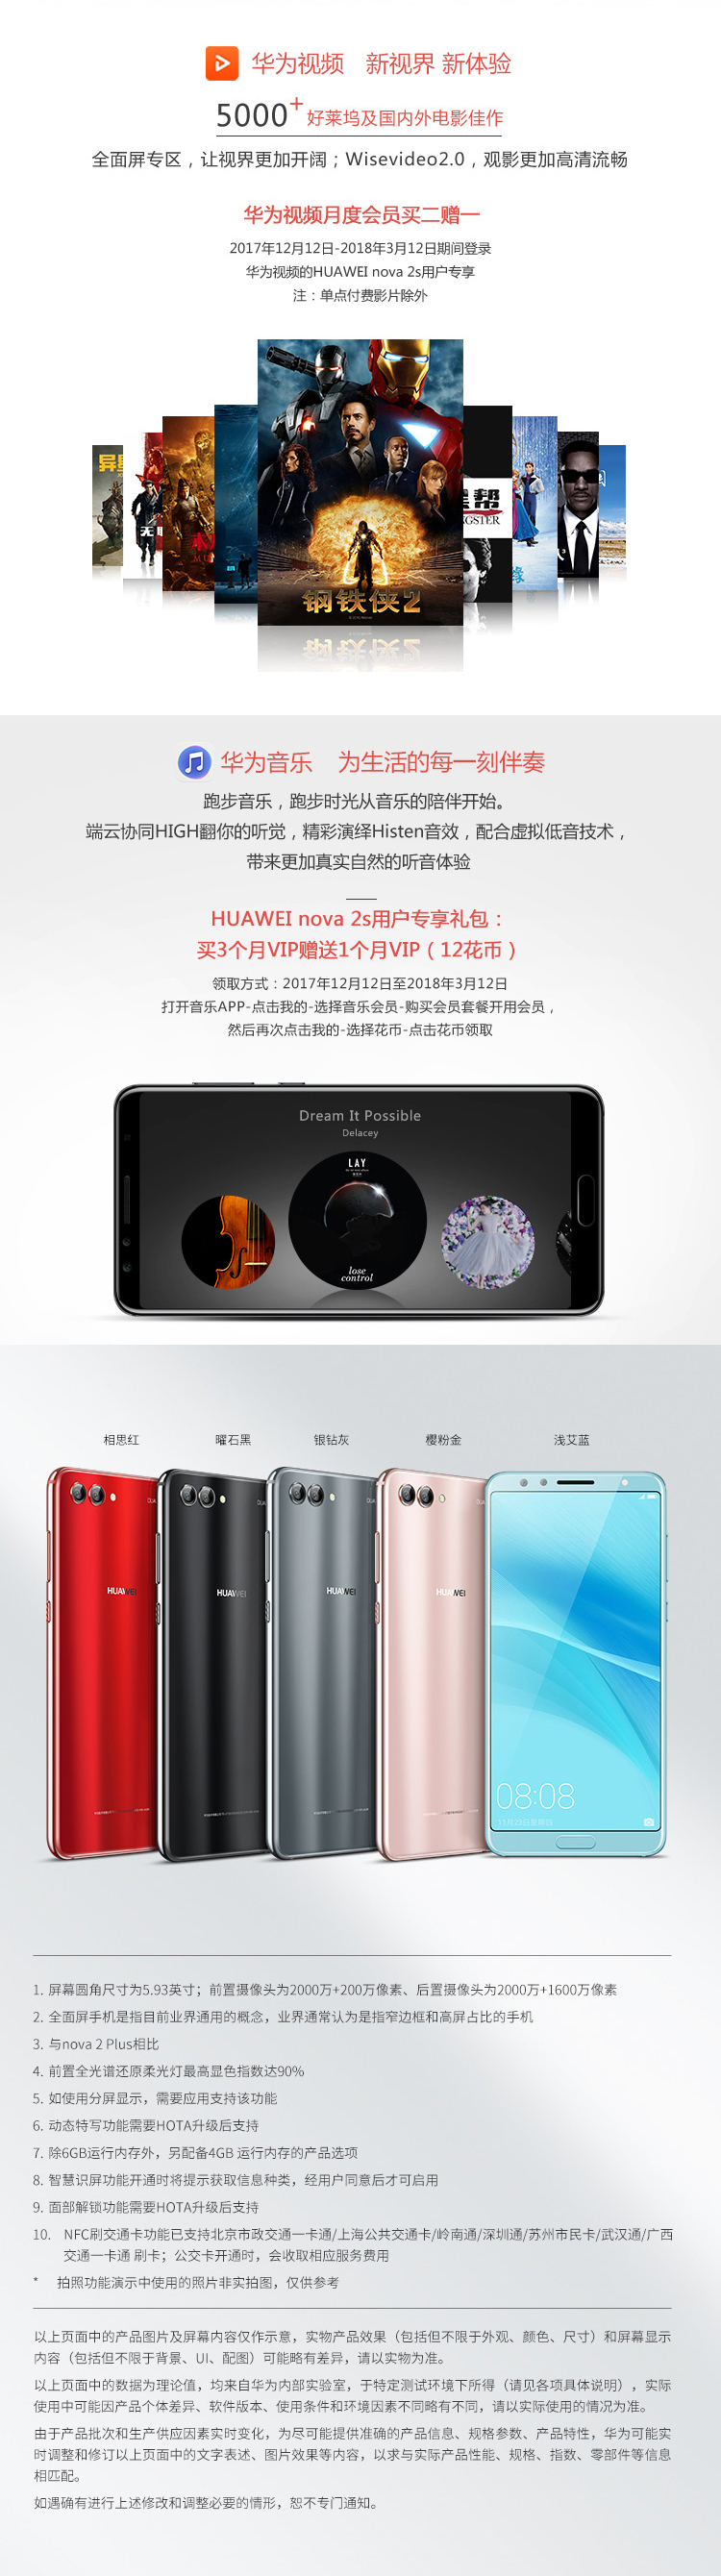 华为视频 新视界 新体验
5000+好莱坞及国内外电影佳作
全面屏专区，让视界更加开阔；Wisevideo2.0，观影更加高清流畅
华为视频月度会员买二赠一
2017年12月12日-2018年3月12日期间登录
华为视频的HUAWEI nova 2s用户专享
注：单点付费影片除外
钢铁侠2
华为音乐 为生活的每一刻伴奏
跑步音乐，跑步时光从音乐的陪伴开始。
端云协同HIGH翻你的听觉，精彩演绎Histen音效，配合虚拟低音技术，
带来更加真实自然的听音体验
HUAWEI nova 2s用户专享礼包：
买3个月VIP赠送1个月VIP（12花币）
领取方式：2017年12月12日至2018年3月12日
打开音乐APP-点击我的-选择音乐会员-购买会员套餐开用会员，
然后再次点击我的-选择花币-点击花币领取
Dream It Possible
Delacey
LAY
lose
control
相思红 曜石黑 银钻灰 樱粉金 浅艾蓝
HUAWEI HUAWEI HUAWEI HUAWEI
08:08
1. 屏幕圆角尺寸为5.93英寸；前置摄像头为2000万+200万像素、后置摄像头为2000万+1600万像素
2. 全面屏手机是指目前业界通用的概念，业界通常认为是指窄边框和高屏占比的手机
3. 与nova 2 Plus相比
4. 前置全光谱还原柔光灯最高显色指数达90%
5. 如使用分屏显示，需要应用支持该功能
6. 动态特写功能需要HOTA升级后支持
7. 除6GB运行内存外，另配备4GB 运行内存的产品选项
8. 智慧识屏功能开通时将提示获取信息种类，经用户同意后才可启用
9. 面部解锁功能需要HOTA升级后支持
10. NFC刷交通卡功能已支持北京市政交通一卡通/上海公共交通卡/岭南通/深圳通/苏州市民卡/武汉通/广西
交通一卡通 刷卡；公交卡开通时，会收取相应服务费用
* 拍照功能演示中使用的照片非实拍图，仅供参考
以上页面中的产品图片及屏幕内容仅作示意，实物产品效果（包括但不限于外观、颜色、尺寸）和屏幕显示
内容（包括但不限于背景、UI、配图）可能略有差异，请以实物为准。
以上页面中的数据为理论值，均来自华为内部实验室，于特定测试环境下所得（请见各项具体说明），实际
使用中可能因产品个体差异、软件版本、使用条件和环境因素不同略有不同，请以实际使用的情况为准。
由于产品批次和生产供应因素实时变化，为尽可能提供准确的产品信息、规格参数、产品特性，华为可能实
时调整和修订以上页面中的文字表述、图片效果等内容，以求与实际产品性能、规格、指数、零部件等信息
相匹配。
如遇确有进行上述修改和调整必要的情形，恕不专门通知。